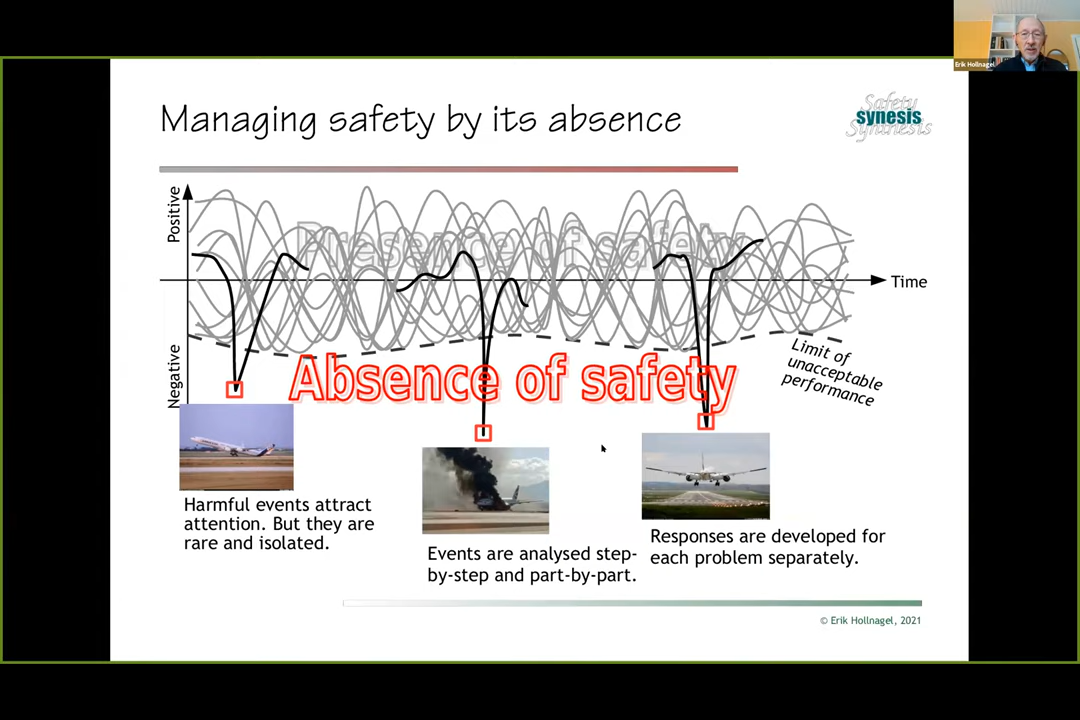 Erik Hollnagel
Managing safety by its absence
Safety
synesis
Synthesis
Positive
Presence of safety
Time
Negative
Absence of safety
Limit of
unacceptable
performance
Harmful events attract
attention. But they are
rare and isolated.
Events are analysed step-
by-step and part-by-part.
Responses are developed for
each problem separately.
© Erik Hollnagel, 2021